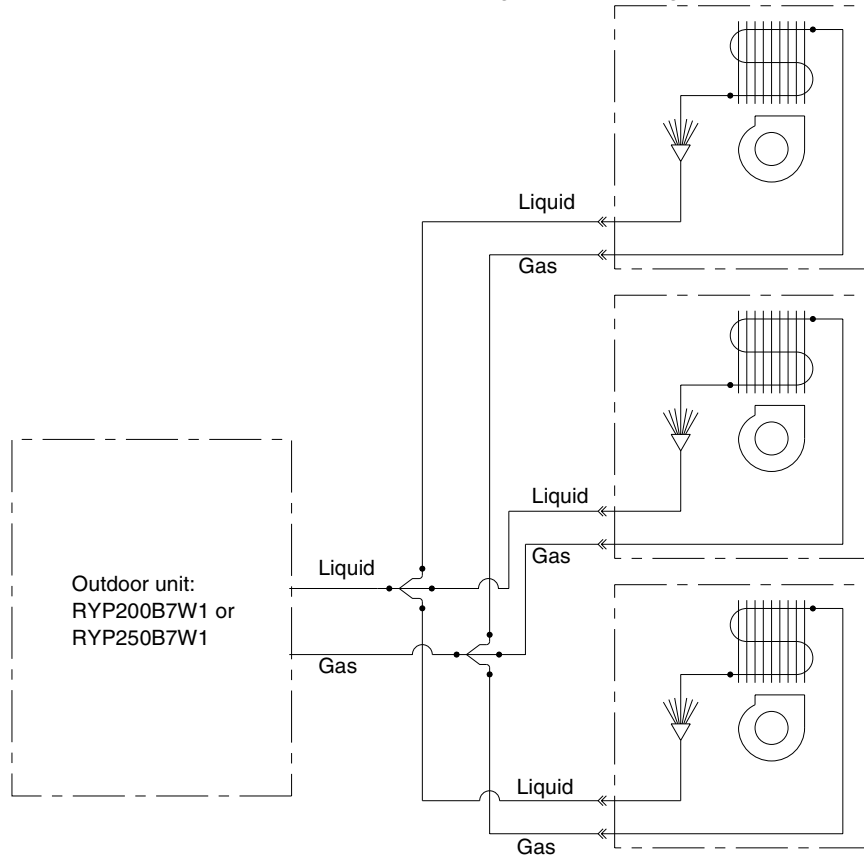 Liquid
Gas
Liquid
Gas
Liquid
Outdoor unit:
RYP200B7W1 or
RYP250B7W1
Gas
Liquid
Gas